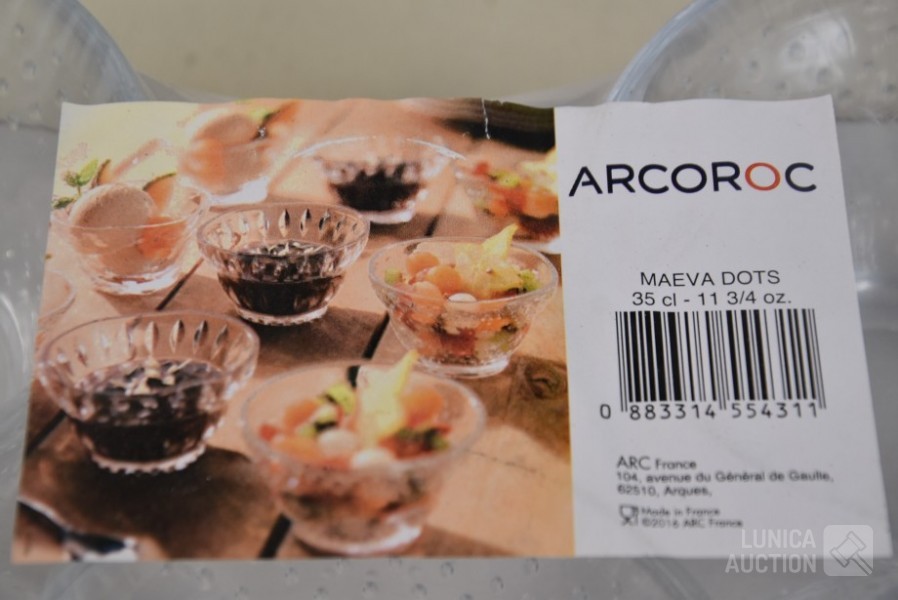 ARCOROC
MAEVA DOTS
35 cl - 11 3/4 oz.
0 883314 554311
ARC France
104, avenue du Général de Gaulle,
62510, Arques,
Made in France
©2016 ARC France
LUNICA
AUCTION